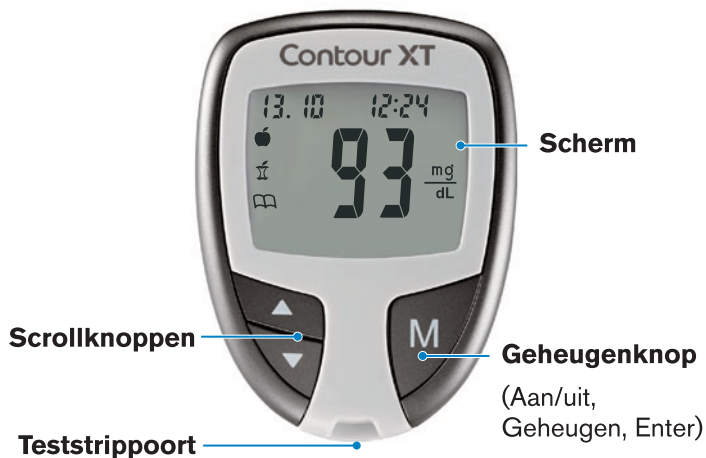 Contour XT
13.10 12:24
93 mg/dL
Scherm
Scrollknoppen
M
Geheugenknop
(Aan/uit,
Geheugen, Enter)
Teststrippoort